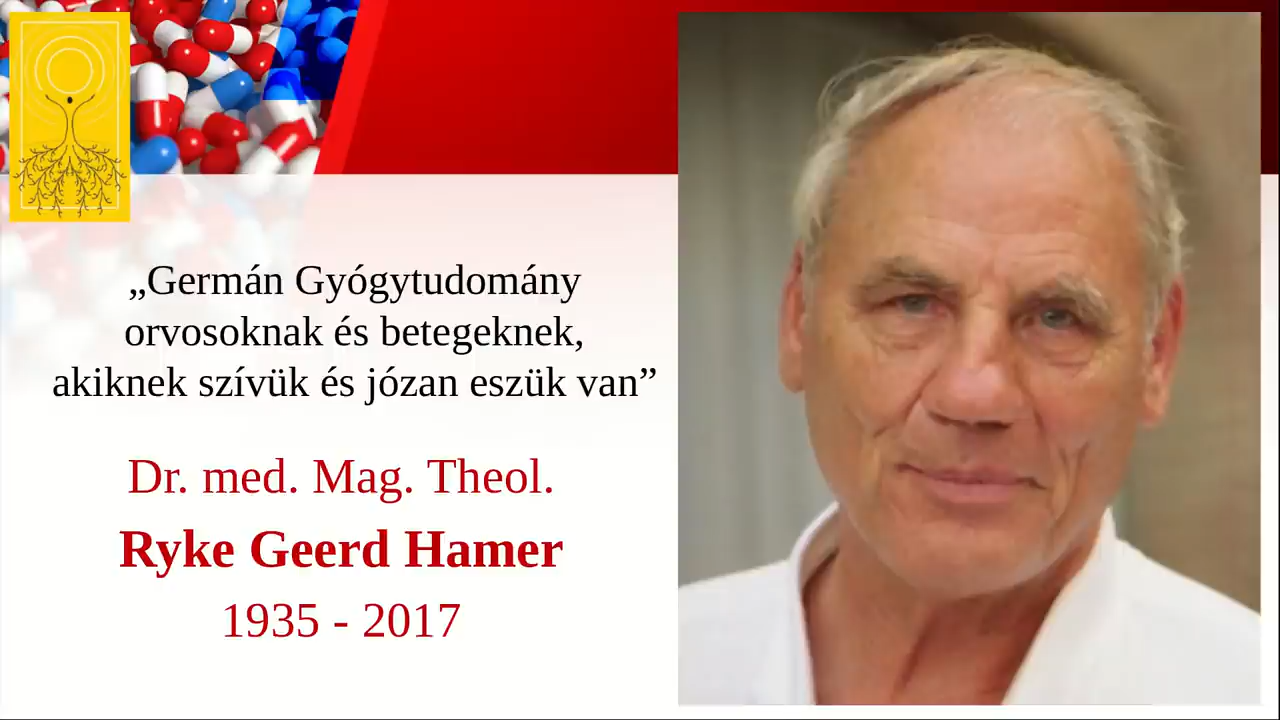 „Germán Gyógytudomány
orvosoknak és betegeknek,
akiknek szívük és józan eszük van”
Dr. med. Mag. Theol.
Ryke Geerd Hamer
1935 - 2017